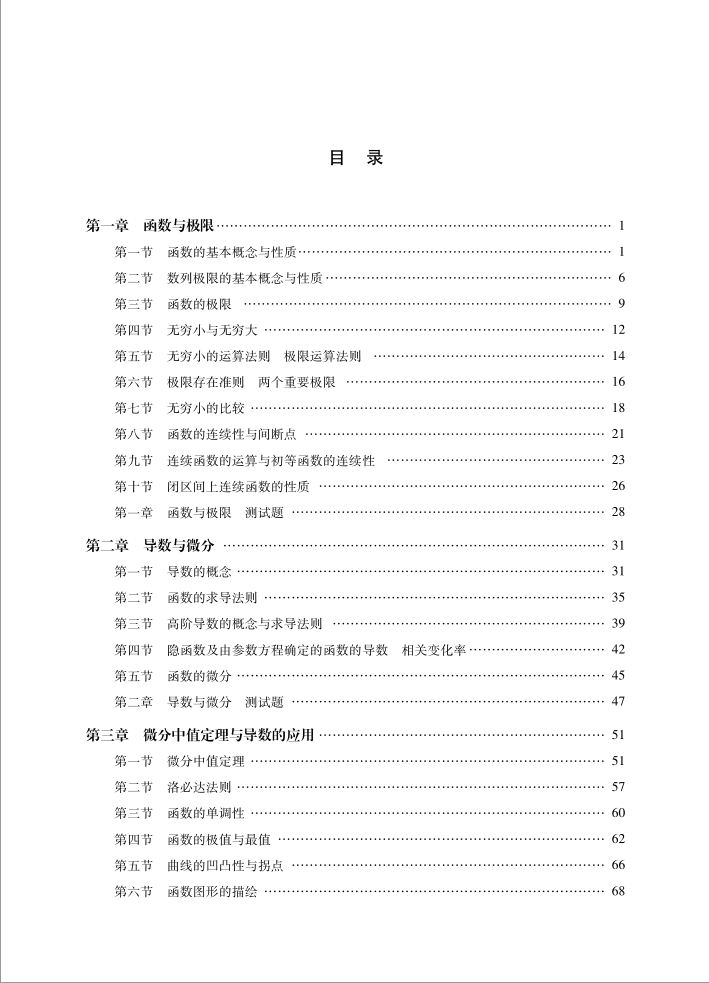 目 录
第一章 函数与极限 …… 1
第一节 函数的基本概念与性质 …… 1
第二节 数列极限的基本概念与性质 …… 6
第三节 函数的极限 …… 9
第四节 无穷小与无穷大 …… 12
第五节 无穷小的运算法则 极限运算法则 …… 14
第六节 极限存在准则 两个重要极限 …… 16
第七节 无穷小的比较 …… 18
第八节 函数的连续性与间断点 …… 21
第九节 连续函数的运算与初等函数的连续性 …… 23
第十节 闭区间上连续函数的性质 …… 26
第一章 函数与极限 测试题 …… 28
第二章 导数与微分 …… 31
第一节 导数的概念 …… 31
第二节 函数的求导法则 …… 35
第三节 高阶导数的概念与求导法则 …… 39
第四节 隐函数及由参数方程确定的函数的导数 相关变化率 …… 42
第五节 函数的微分 …… 45
第二章 导数与微分 测试题 …… 47
第三章 微分中值定理与导数的应用 …… 51
第一节 微分中值定理 …… 51
第二节 洛必达法则 …… 57
第三节 函数的单调性 …… 60
第四节 函数的极值与最值 …… 62
第五节 曲线的凹凸性与拐点 …… 66
第六节 函数图形的描绘 …… 68